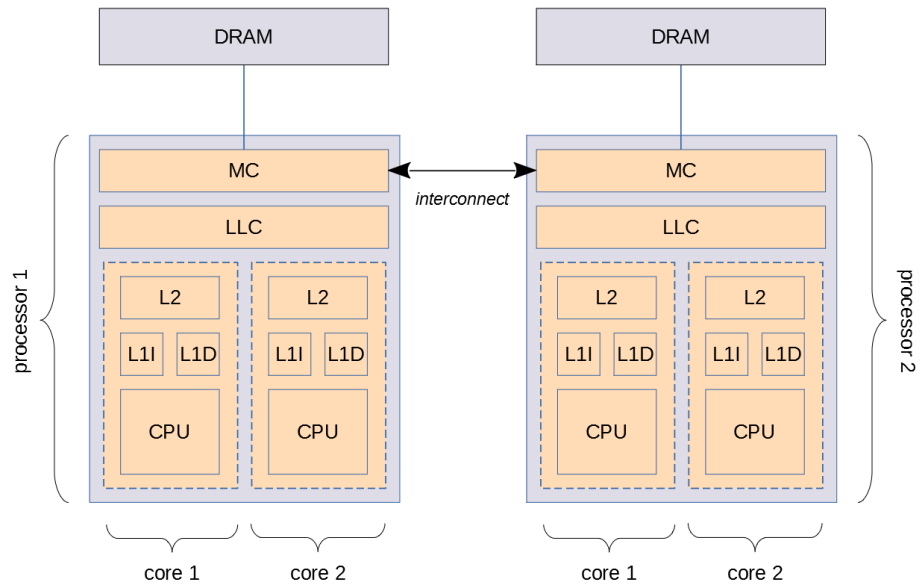 DRAM
DRAM
MC
interconnect
MC
LLC
LLC
processor 1
processor 2
L2
L2
L2
L2
L1I
L1D
L1I
L1D
L1I
L1D
L1I
L1D
CPU
CPU
CPU
CPU
core 1
core 2
core 1
core 2